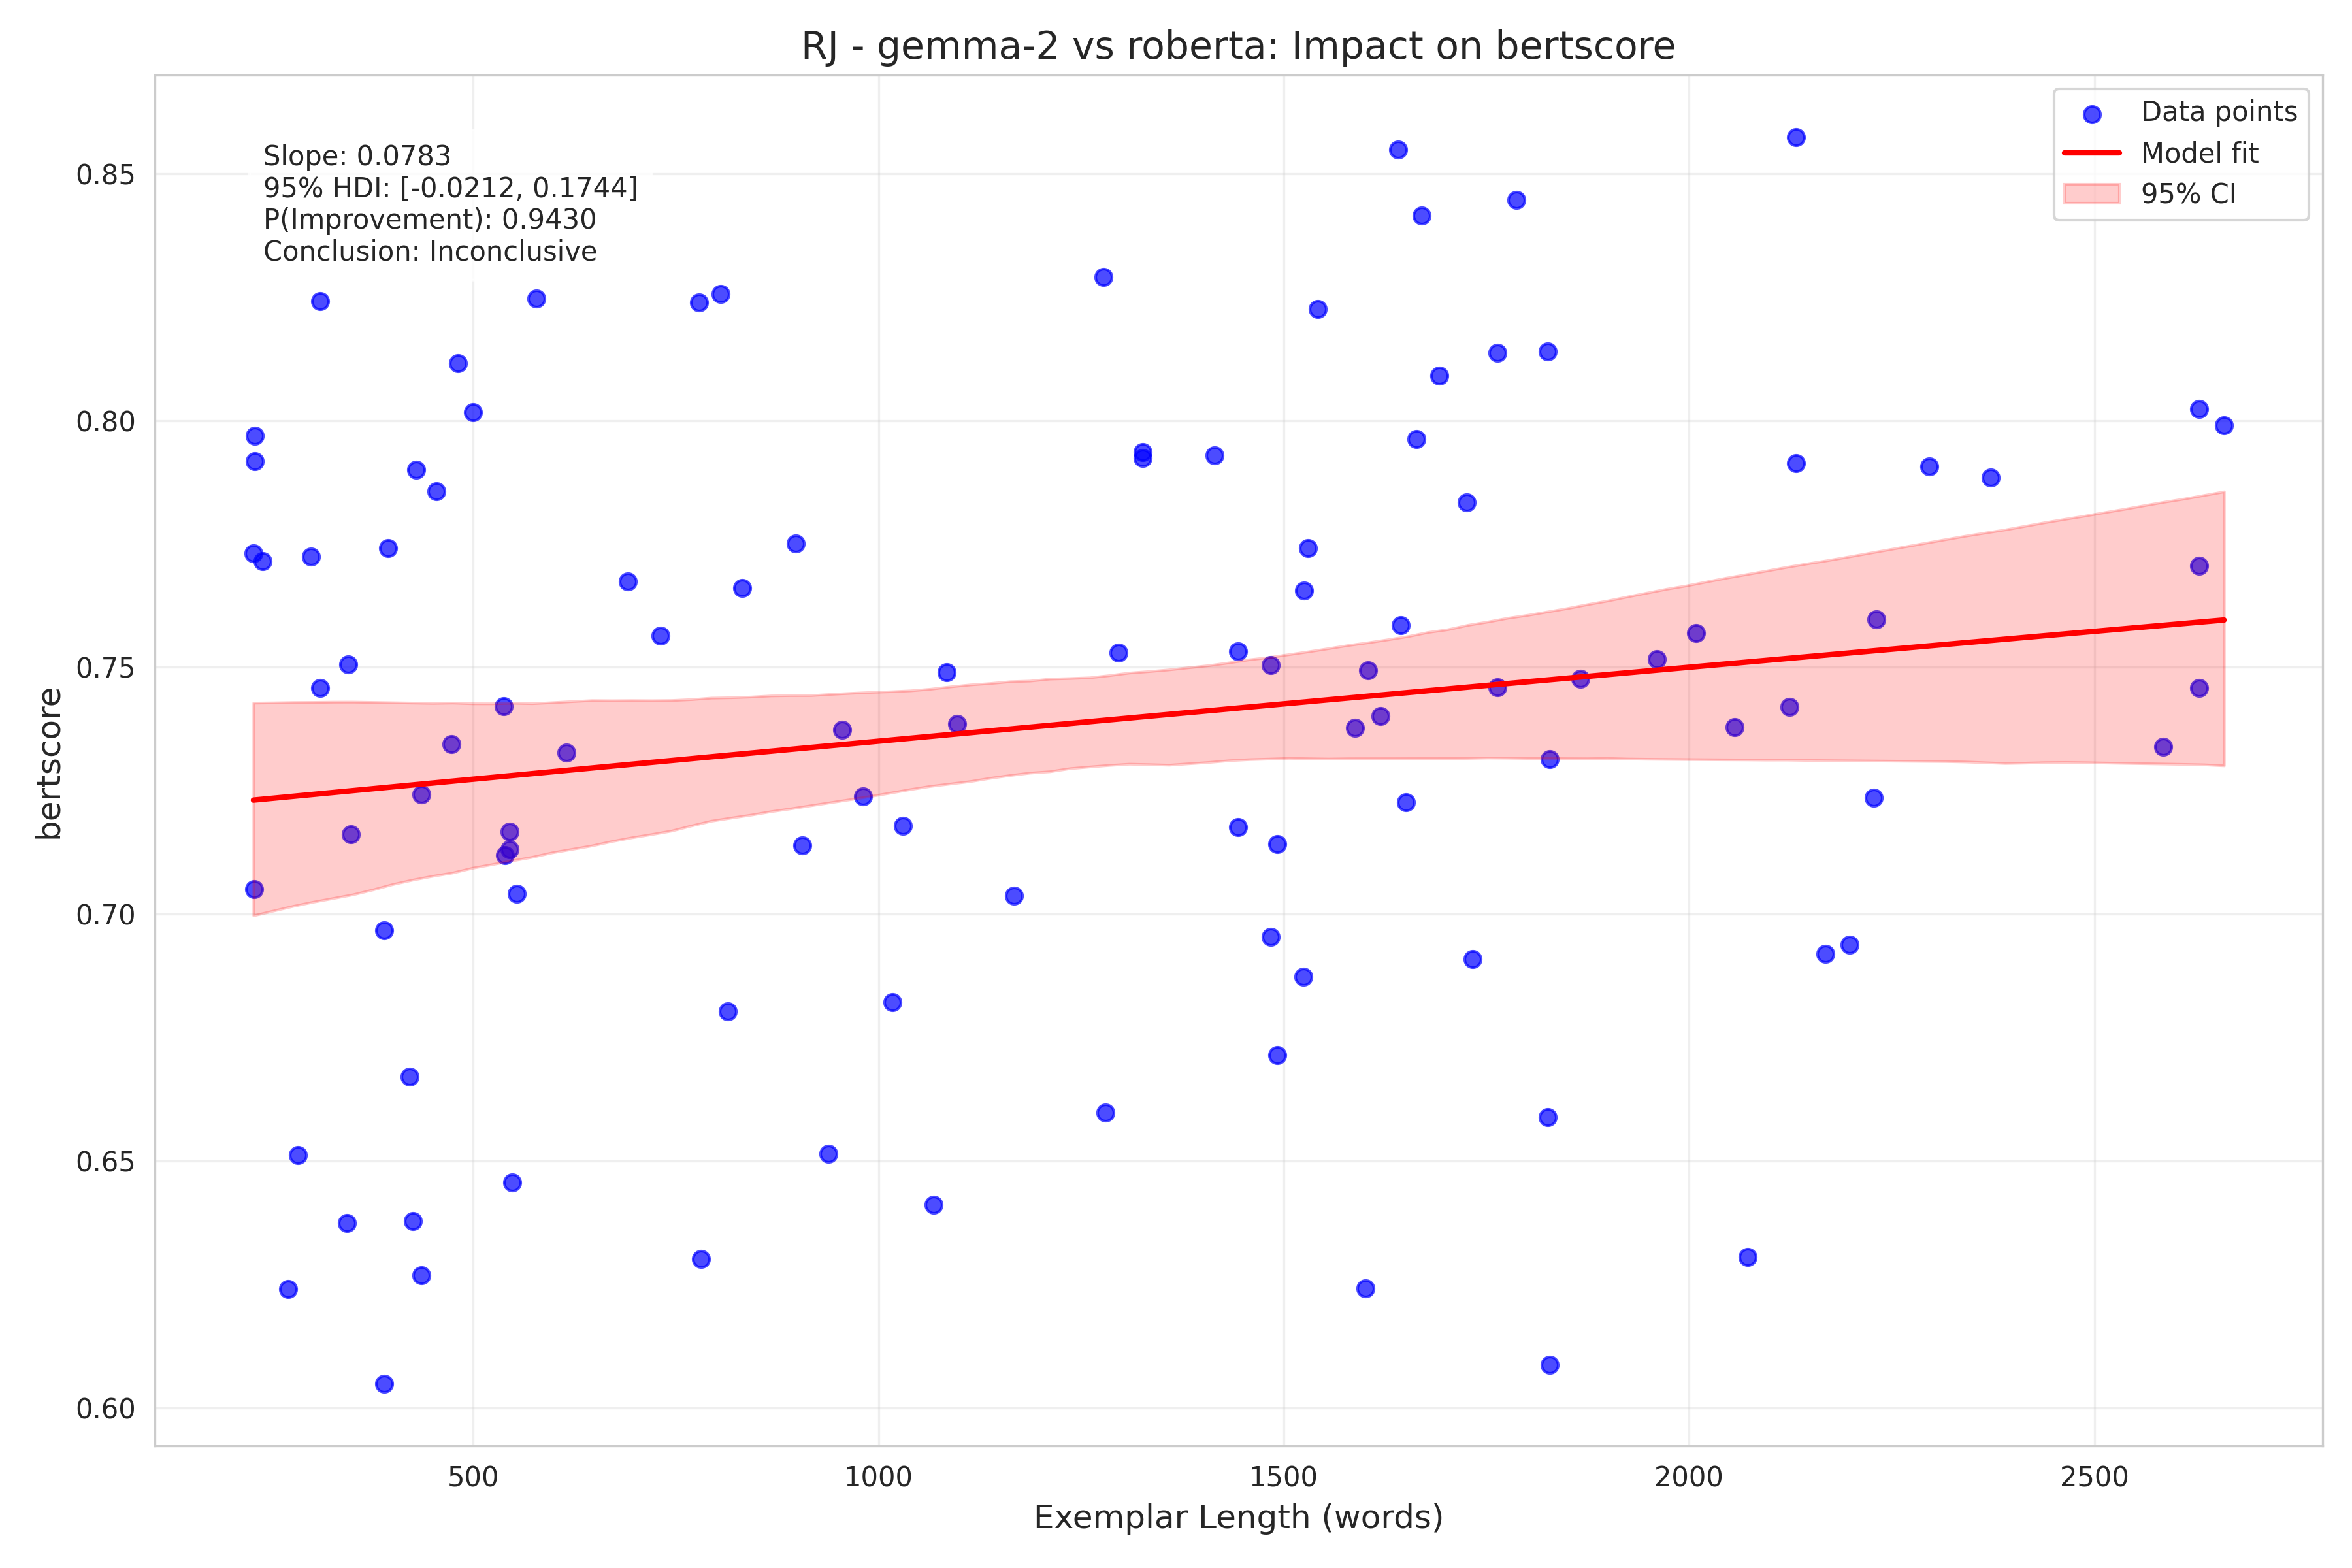 RJ - gemma-2 vs roberta: Impact on bertscore
Slope: 0.0783
95% HDI: [-0.0212, 0.1744]
P(Improvement): 0.9430
Conclusion: Inconclusive
Data points
Model fit
95% CI
bertscore
0.85
0.80
0.75
0.70
0.65
0.60
500 1000 1500 2000 2500
Exemplar Length (words)